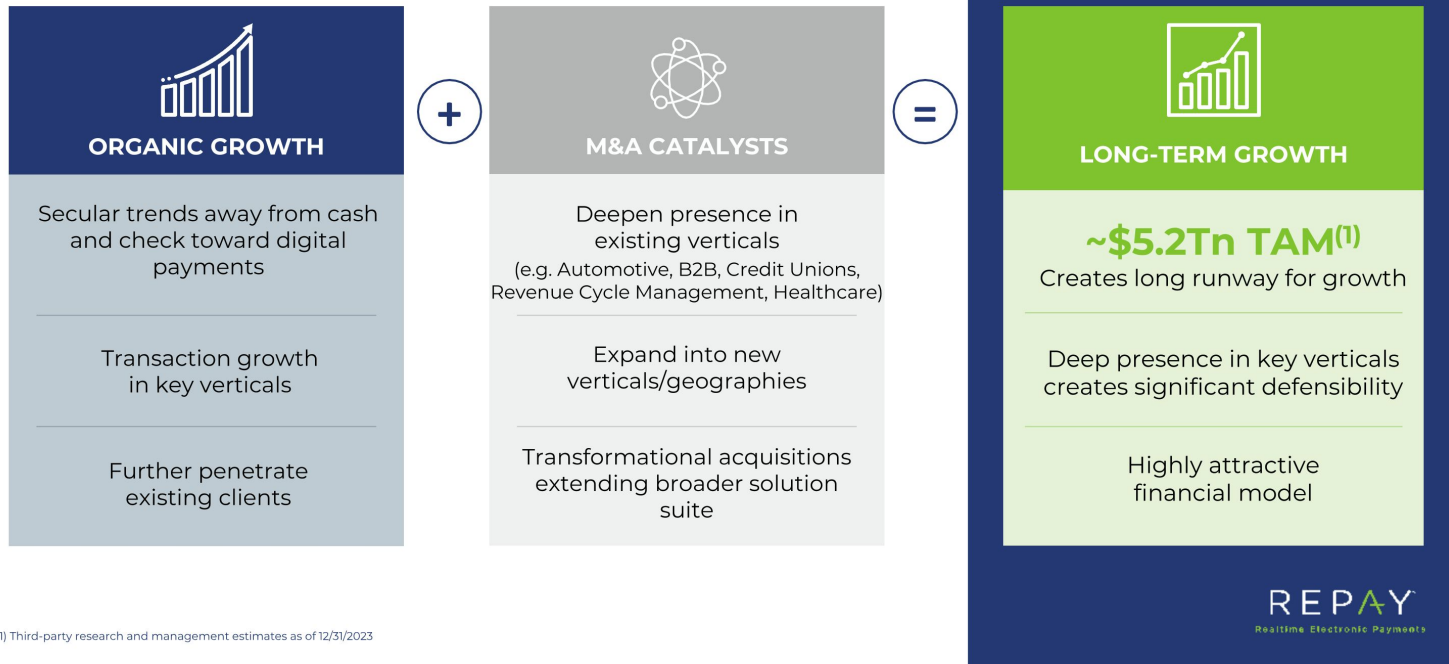 ORGANIC GROWTH
Secular trends away from cash
and check toward digital
payments
Transaction growth
in key verticals
Further penetrate
existing clients
+
M&A CATALYSTS
Deepen presence in
existing verticals
(e.g. Automotive, B2B, Credit Unions,
Revenue Cycle Management, Healthcare)
Expand into new
verticals/geographies
Transformational acquisitions
extending broader solution
suite
=
LONG-TERM GROWTH
~$5.2Tn TAM(1)
Creates long runway for growth
Deep presence in key verticals
creates significant defensibility
Highly attractive
financial model
REPAY
Realtime Electronic Payments
1) Third-party research and management estimates as of 12/31/2023